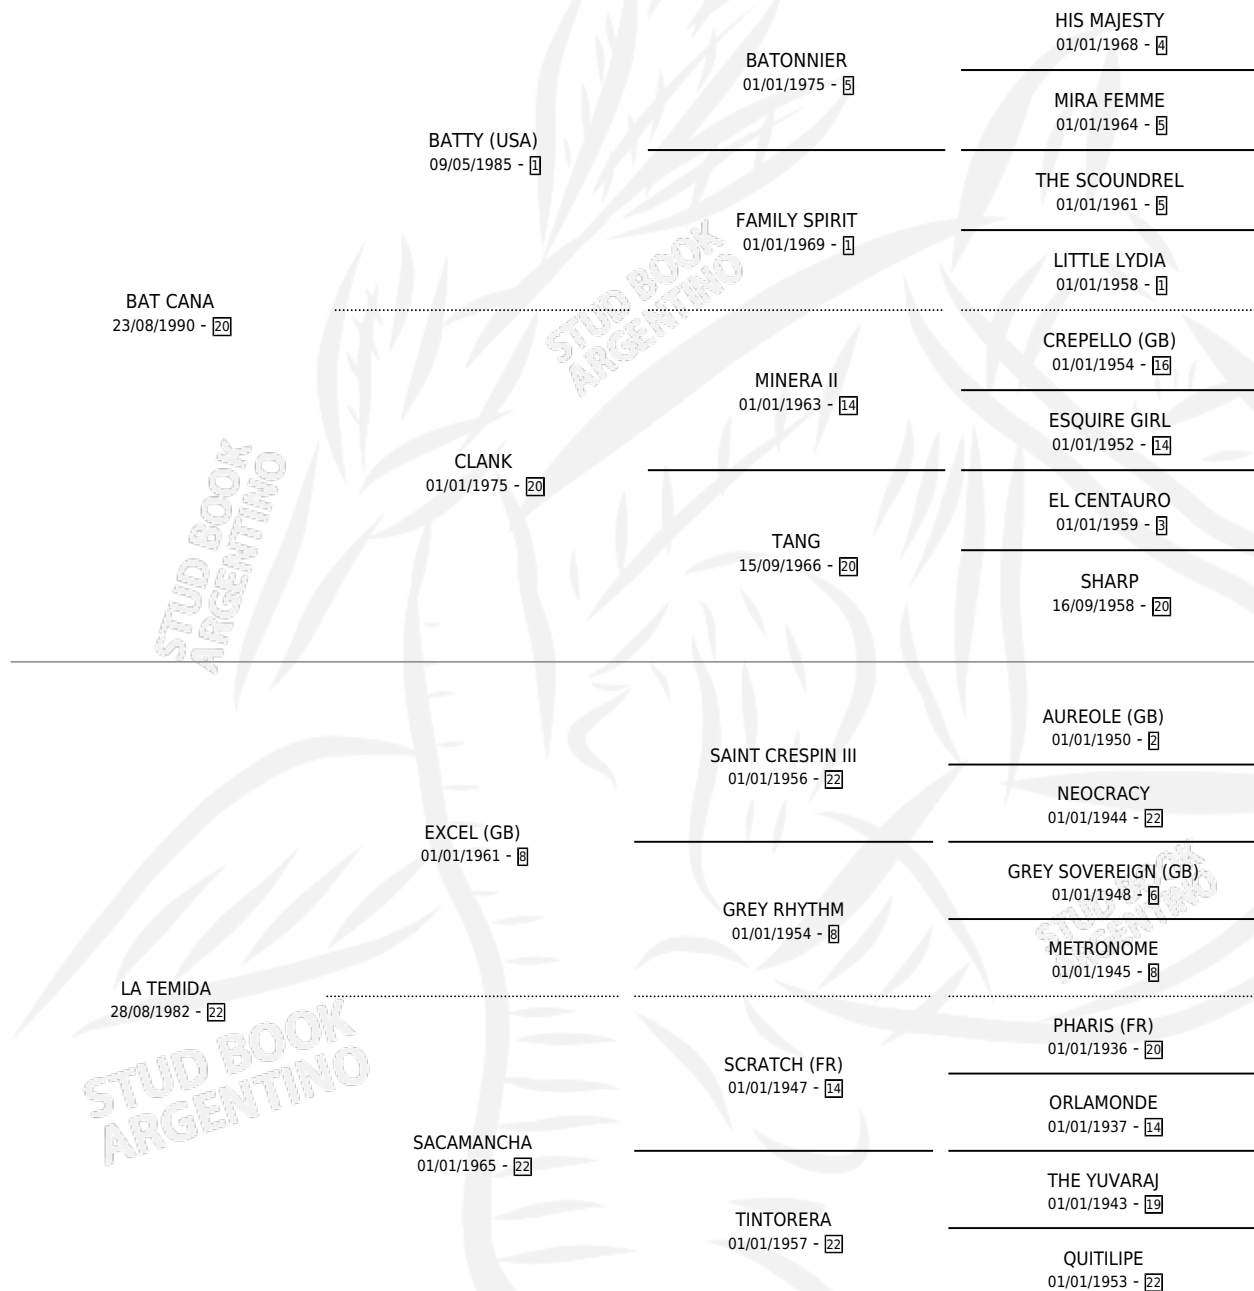 HIS MAJESTY
01/01/1968 - 4
BATONNIER
01/01/1975 - 5
MIRA FEMME
01/01/1964 - 5
BATTY (USA)
09/05/1985 - 1
THE SCOUNDREL
01/01/1961 - 5
FAMILY SPIRIT
01/01/1969 - 1
LITTLE LYDIA
01/01/1958 - 1
BAT CANA
23/08/1990 - 20
STUD BOOK
ARGENTINO
CREPELLO (GB)
01/01/1954 - 16
MINERA II
01/01/1963 - 14
ESQUIRE GIRL
01/01/1952 - 14
CLANK
01/01/1975 - 20
EL CENTAURO
01/01/1959 - 3
TANG
15/09/1966 - 20
SHARP
16/09/1958 - 20
STUD BOOK
ARGENTINO
AUREOLE (GB)
01/01/1950 - 2
SAINT CRESPIN III
01/01/1956 - 22
NEOCRACY
01/01/1944 - 22
EXCEL (GB)
01/01/1961 - 8
GREY SOVEREIGN (GB)
01/01/1948 - 6
GREY RHYTHM
01/01/1954 - 8
METRONOME
01/01/1945 - 8
STUD BOOK
ARGENTINO
LA TEMIDA
28/08/1982 - 22
PHARIS (FR)
01/01/1936 - 20
SCRATCH (FR)
01/01/1947 - 14
ORLAMONDE
01/01/1937 - 14
STUD BOOK
ARGENTINO
SACAMANCHA
01/01/1965 - 22
THE YUVARAJ
01/01/1943 - 19
TINTORERA
01/01/1957 - 22
QUITILIPE
01/01/1953 - 22